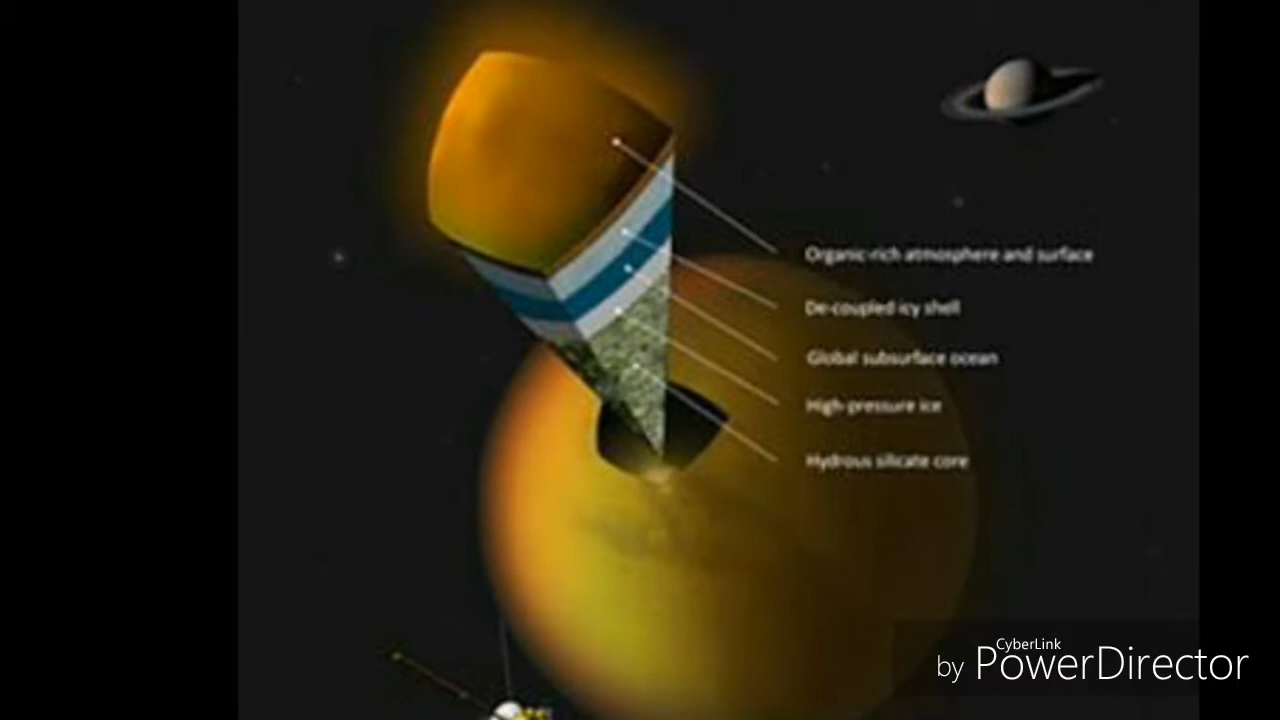 Organic-rich atmosphere and surface
De-coupled icy shell
Global subsurface ocean
High-pressure ice
Hydrous silicate core
CyberLink
by PowerDirector